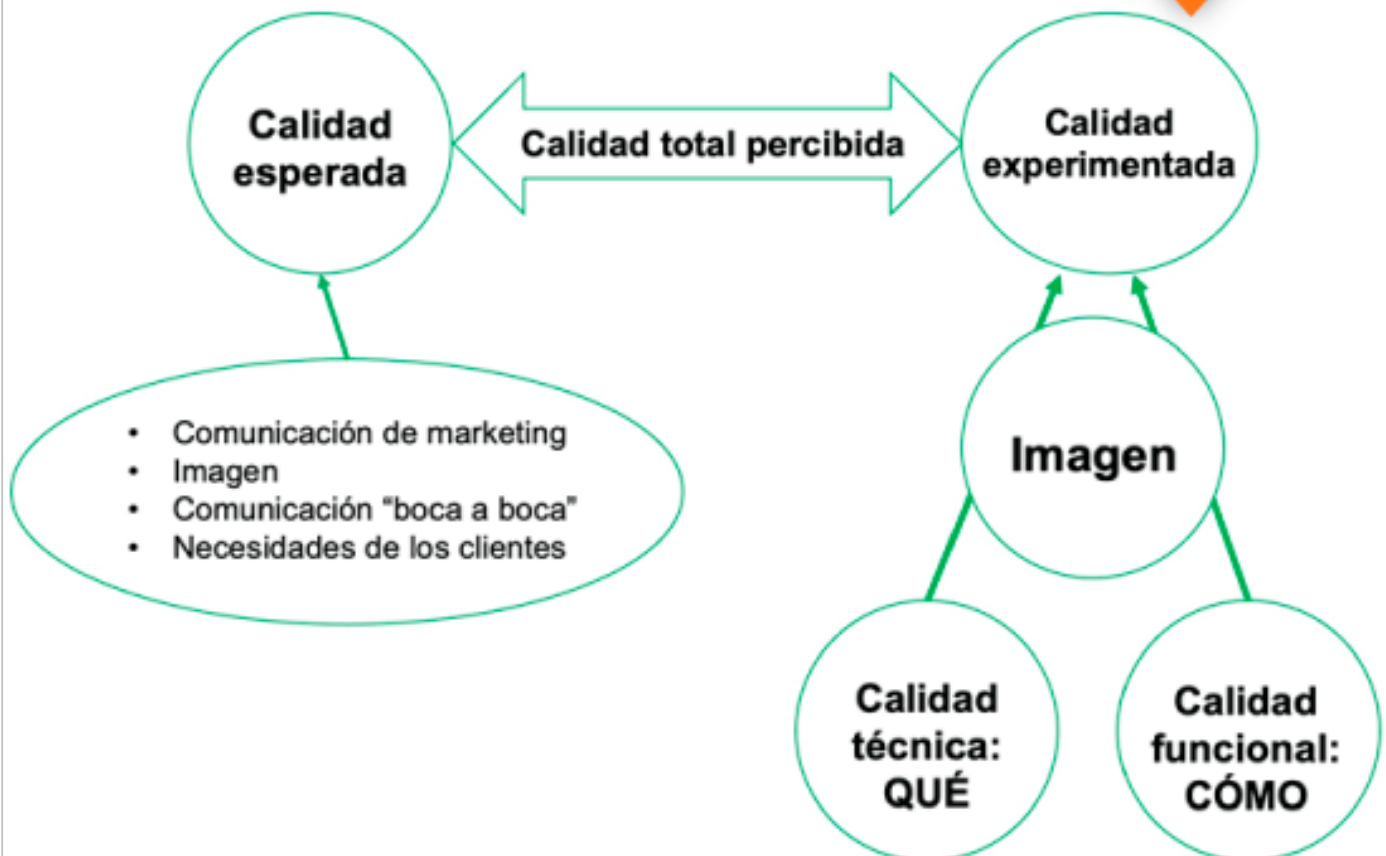 Calidad
esperada
Calidad total percibida
Calidad
experimentada
• Comunicación de marketing
• Imagen
• Comunicación “boca a boca”
• Necesidades de los clientes
Imagen
Calidad
técnica:
QUÉ
Calidad
funcional:
CÓMO